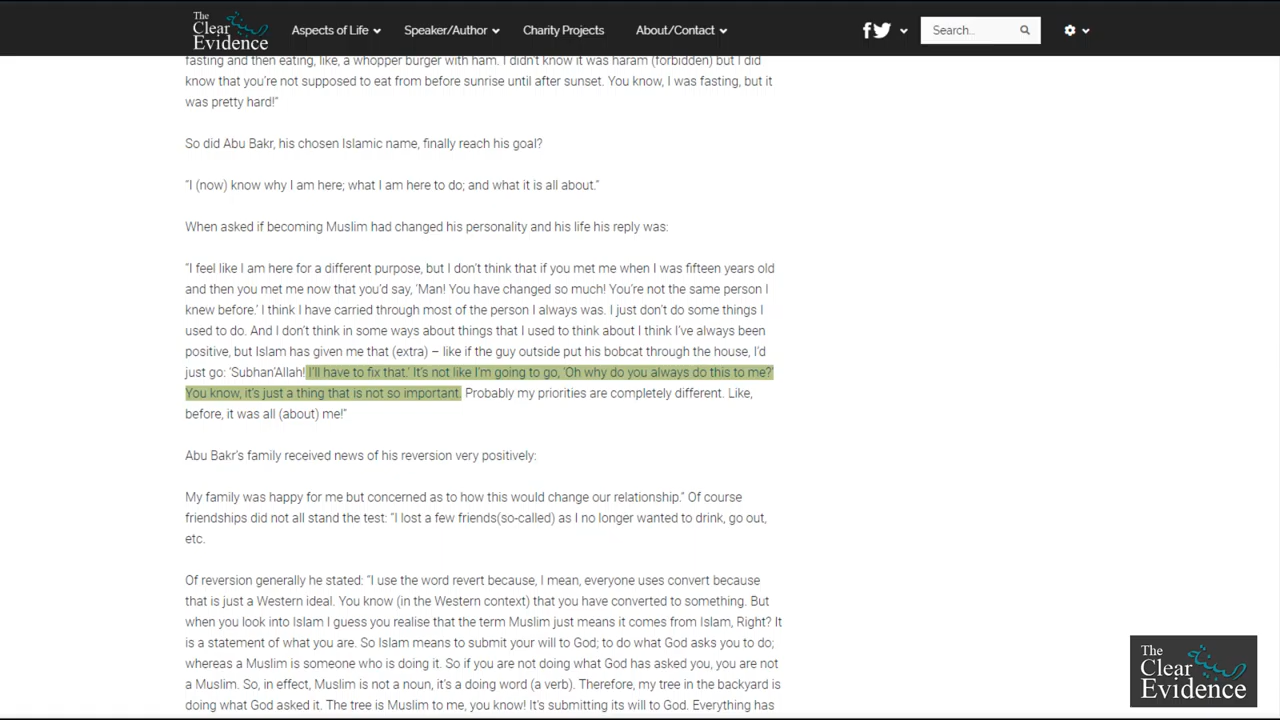 The
Clear
Evidence
البينة
Aspects of Life
Speaker/Author
Charity Projects
About/Contact
Search...
fasting and then eating, like, a whopper burger with ham. I didn't know it was haram (forbidden) but I did
know that you're not supposed to eat from before sunrise until after sunset. You know, I was fasting, but it
was pretty hard!”
So did Abu Bakr, his chosen Islamic name, finally reach his goal?
“I (now) know why I am here; what I am here to do; and what it is all about.”
When asked if becoming Muslim had changed his personality and his life his reply was:
“I feel like I am here for a different purpose, but I don't think that if you met me when I was fifteen years old
and then you met me now that you'd say, ‘Man! You have changed so much! You're not the same person I
knew before.’ I think I have carried through most of the person I always was. I just don't do some things I
used to do. And I don't think in some ways about things that I used to think about I think I've always been
positive, but Islam has given me that (extra) – like if the guy outside put his bobcat through the house, I'd
just go: ‘Subhan'Allah! I'll have to fix that.’ It's not like I'm going to go, ‘Oh why do you always do this to me?’
You know, it's just a thing that is not so important. Probably my priorities are completely different. Like,
before, it was all (about) me!”
Abu Bakr's family received news of his reversion very positively:
My family was happy for me but concerned as to how this would change our relationship.” Of course
friendships did not all stand the test: “I lost a few friends(so-called) as I no longer wanted to drink, go out,
etc.
Of reversion generally he stated: “I use the word revert because, I mean, everyone uses convert because
that is just a Western ideal. You know (in the Western context) that you have converted to something. But
when you look into Islam I guess you realise that the term Muslim just means it comes from Islam, Right? It
is a statement of what you are. So Islam means to submit your will to God; to do what God asks you to do;
whereas a Muslim is someone who is doing it. So if you are not doing what God has asked you, you are not
a Muslim. So, in effect, Muslim is not a noun, it's a doing word (a verb). Therefore, my tree in the backyard is
doing what God asked it. The tree is Muslim to me, you know! It's submitting its will to God. Everything has
The
Clear
Evidence
البينة